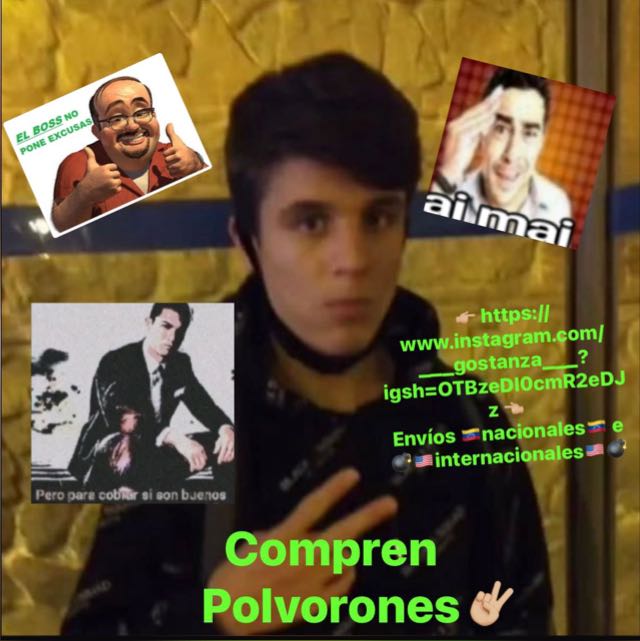 EL BOSS NO
PONE EXCUSAS
ai mai
👉🏻 https://
www.instagram.com/
___gostanza___?
igsh=OTBzeDl0cmR2eDJ
z 👈🏻
Envíos 🇻🇪nacionales🇻🇪 e
💣🇺🇸internacionales🇺🇸💣
Pero para cobrar si son buenos
Compren
Polvorones✌🏻